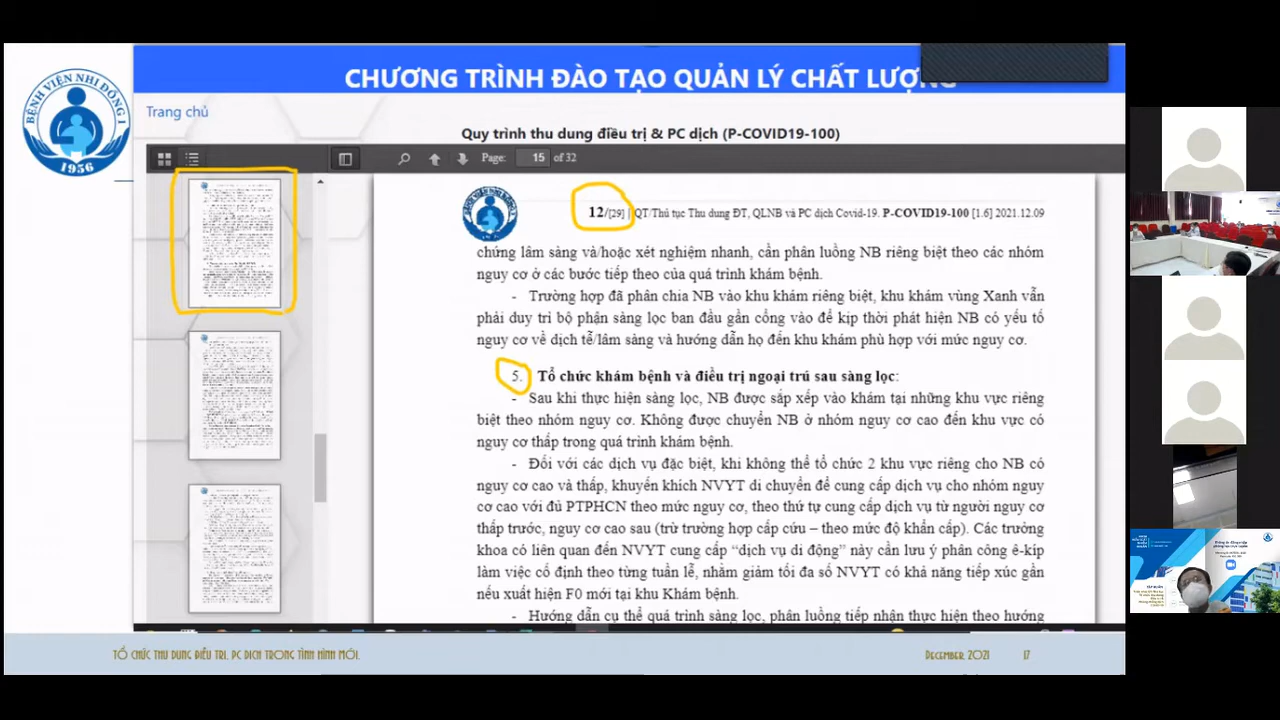 CHƯƠNG TRÌNH ĐÀO TẠO QUẢN LÝ CHẤT LƯỢNG
BỆNH VIỆN NHI ĐỒNG 1
1956
Trang chủ
Quy trình thu dung điều trị & PC dịch (P-COVID19-100)
Page: 15 of 32
12/[29] | QT/Thủ tục Thu dung ĐT, QLNB và PC dịch Covid-19. P-COVID19-100 [1.6] 2021.12.09
chứng lâm sàng và/hoặc xét nghiệm nhanh, cần phân luồng NB riêng biệt theo các nhóm
nguy cơ ở các bước tiếp theo của quá trình khám bệnh.
- Trường hợp đã phân chia NB vào khu khám riêng biệt, khu khám vùng Xanh vẫn
phải duy trì bộ phận sàng lọc ban đầu gần cổng vào để kịp thời phát hiện NB có yếu tố
nguy cơ về dịch tễ/lâm sàng và hướng dẫn họ đến khu khám phù hợp với mức nguy cơ.
5. Tổ chức khám bệnh và điều trị ngoại trú sau sàng lọc:
- Sau khi thực hiện sàng lọc, NB được sắp xếp vào khám tại những khu vực riêng
biệt theo nhóm nguy cơ. Không được chuyển NB ở nhóm nguy cơ cao đến khu vực có
nguy cơ thấp trong quá trình khám bệnh.
- Đối với các dịch vụ đặc biệt, khi không thể tổ chức 2 khu vực riêng cho NB có
nguy cơ cao và thấp, khuyến khích NVYT di chuyển để cung cấp dịch vụ cho nhóm nguy
cơ cao với đủ PTPHCN theo mức nguy cơ, theo thứ tự cung cấp dịch vụ từ người nguy cơ
thấp trước, nguy cơ cao sau (trừ trường hợp cấp cứu – theo mức độ khẩn cấp). Các trưởng
khoa có liên quan đến NVYT cung cấp “dịch vụ di động” này cần lưu ý phân công ê-kíp
làm việc cố định theo từng tuần lễ, nhằm giảm tối đa số NVYT có khả năng tiếp xúc gần
nếu xuất hiện F0 mới tại khu Khám bệnh.
- Hướng dẫn cụ thể quá trình sàng lọc, phân luồng tiếp nhận thực hiện theo hướng
TỔ CHỨC THU DUNG ĐIỀU TRỊ, PC DỊCH TRONG TÌNH HÌNH MỚI.
DECEMBER, 2021
17